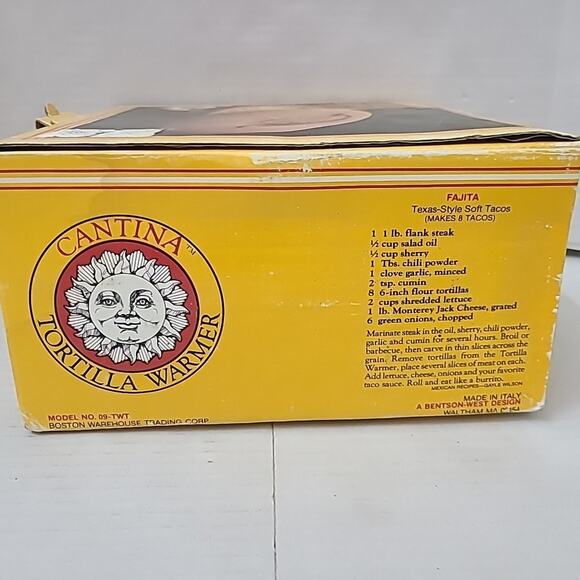 CANTINA™
TORTILLA WARMER
MODEL NO. 09-TWT
BOSTON WAREHOUSE TRADING CORP.
FAJITA
Texas-Style Soft Tacos
(MAKES 8 TACOS)
1 1 lb. flank steak
½ cup salad oil
½ cup sherry
1 Tbs. chili powder
1 clove garlic, minced
2 tsp. cumin
8 6-inch flour tortillas
2 cups shredded lettuce
1 lb. Monterey Jack Cheese, grated
6 green onions, chopped
Marinate steak in the oil, sherry, chili powder,
garlic and cumin for several hours. Broil or
barbecue, then carve in thin slices across the
grain. Remove tortillas from the Tortilla
Warmer, place several slices of meat on each.
Add lettuce, cheese, onions and your favorite
taco sauce. Roll and eat like a burrito.
MEXICAN RECIPES—GAYLE WILSON
MADE IN ITALY
A BENTSON-WEST DESIGN
WALTHAM MA